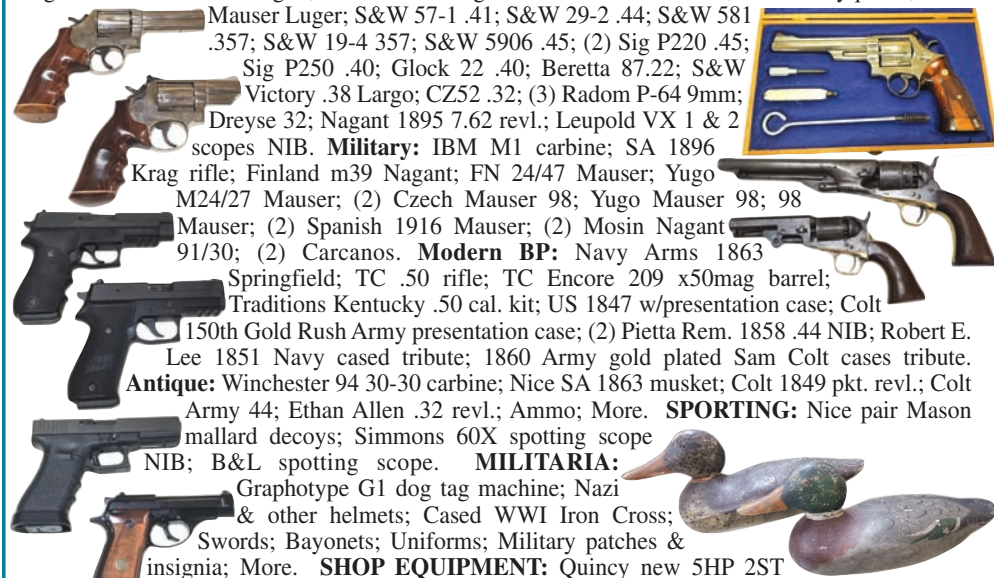 Mauser Luger; S&W 57-1 .41; S&W 29-2 .44; S&W 581
.357; S&W 19-4 357; S&W 5906 .45; (2) Sig P220 .45;
Sig P250 .40; Glock 22 .40; Beretta 87.22; S&W
Victory .38 Largo; CZ52 .32; (3) Radom P-64 9mm;
Dreyse 32; Nagant 1895 7.62 revl.; Leupold VX 1 & 2
scopes NIB. Military: IBM M1 carbine; SA 1896
Krag rifle; Finland m39 Nagant; FN 24/47 Mauser; Yugo
M24/27 Mauser; (2) Czech Mauser 98; Yugo Mauser 98; 98
Mauser; (2) Spanish 1916 Mauser; (2) Mosin Nagant
91/30; (2) Carcanos. Modern BP: Navy Arms 1863
Springfield; TC .50 rifle; TC Encore 209 x50mag barrel;
Traditions Kentucky .50 cal. kit; US 1847 w/presentation case; Colt
150th Gold Rush Army presentation case; (2) Pietta Rem. 1858 .44 NIB; Robert E.
Lee 1851 Navy cased tribute; 1860 Army gold plated Sam Colt cases tribute.
Antique: Winchester 94 30-30 carbine; Nice SA 1863 musket; Colt 1849 pkt. revl.; Colt
Army 44; Ethan Allen .32 revl.; Ammo; More. SPORTING: Nice pair Mason
mallard decoys; Simmons 60X spotting scope
NIB; B&L spotting scope. MILITARIA:
Graphotype G1 dog tag machine; Nazi
& other helmets; Cased WWI Iron Cross;
Swords; Bayonets; Uniforms; Military patches &
insignia; More. SHOP EQUIPMENT: Quincy new 5HP 2ST